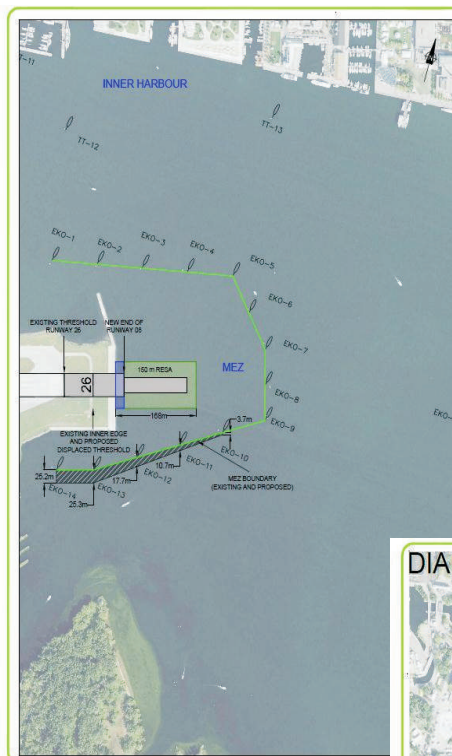 TT-11
INNER HARBOUR
TT-13
TT-12
EKO-1
EKO-2
EKO-3
EKO-4
EKO-5
EKO-6
EXISTING THRESHOLD
RUNWAY 26
NEW END OF
RUNWAY 08
EKO-7
150 m RESA
MEZ
26
EKO-8
168m
EKO-9
EXISTING INNER EDGE
AND PROPOSED
DISPLACED THRESHOLD
3.7m
EKO-10
EKO-11
MEZ BOUNDARY
(EXISTING AND PROPOSED)
10.7m
EKO-12
17.7m
EKO-13
25.3m
25.2m
EKO-14
EKO-
DIA